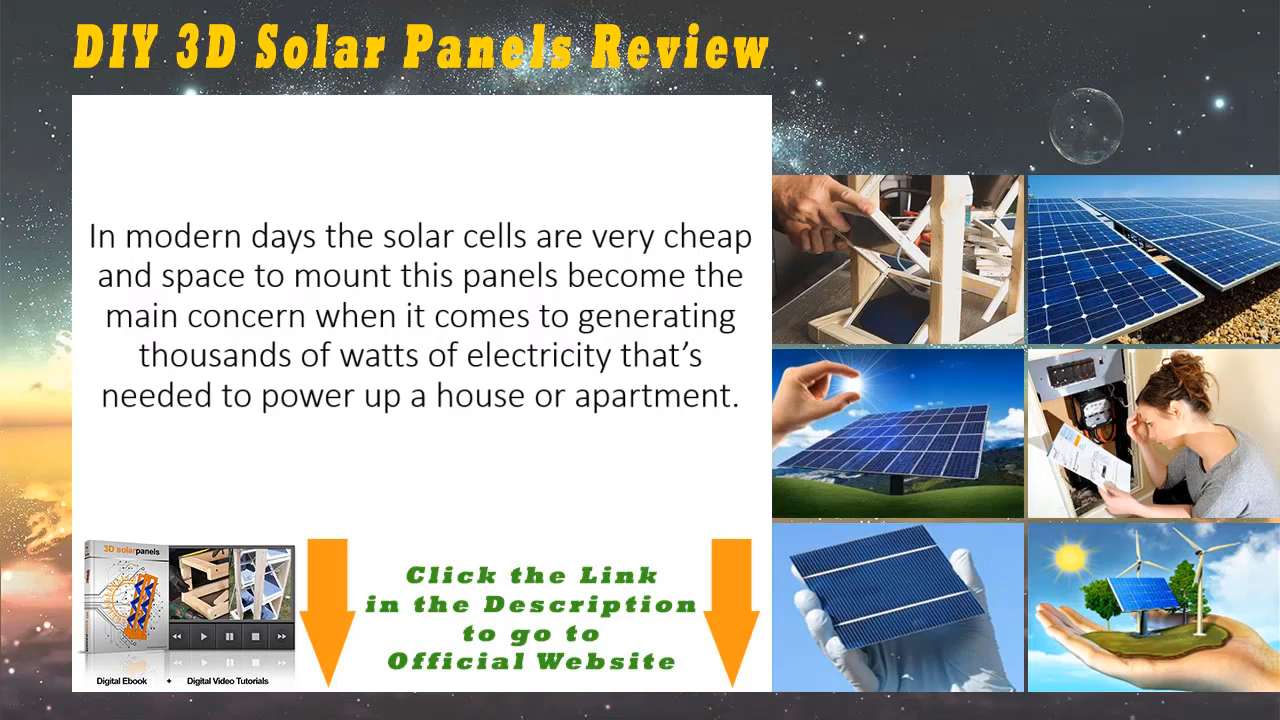 DIY 3D Solar Panels Review
In modern days the solar cells are very cheap
and space to mount this panels become the
main concern when it comes to generating
thousands of watts of electricity that’s
needed to power up a house or apartment.
3D solarpanels
Digital Ebook + Digital Video Tutorials
Click the Link
in the Description
to go to
Official Website